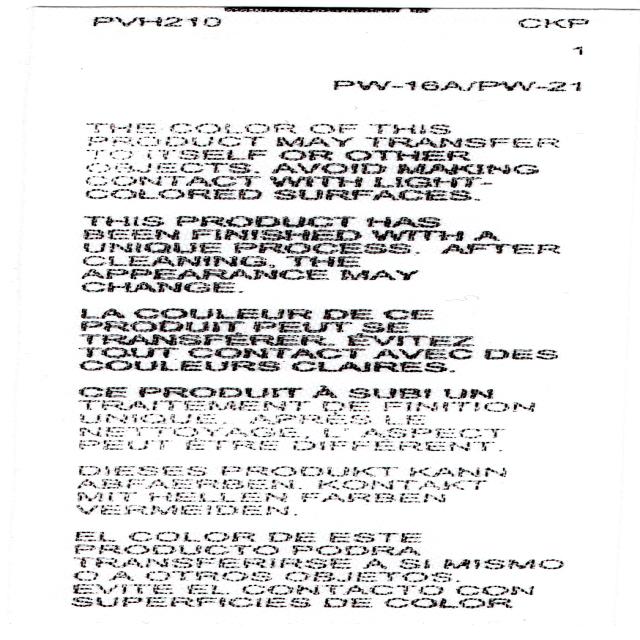 PVH210 CKP
1
PW-16A/PW-21
THE COLOR OF THIS
PRODUCT MAY TRANSFER
TO ITSELF OR OTHER
OBJECTS. AVOID MAKING
CONTACT WITH LIGHT-
COLORED SURFACES.
THIS PRODUCT HAS
BEEN FINISHED WITH A
UNIQUE PROCESS. AFTER
CLEANING, THE
APPEARANCE MAY
CHANGE.
LA COULEUR DE CE
PRODUIT PEUT SE
TRANSFÉRER. ÉVITEZ
TOUT CONTACT AVEC DES
COULEURS CLAIRES.
CE PRODUIT À SUBI UN
TRAITEMENT DE FINITION
UNIQUE. APRÈS LE
NETTOYAGE, L'ASPECT
PEUT ÊTRE DIFFÉRENT.
DIESES PRODUKT KANN
ABFAERBEN. KONTAKT
MIT HELLEN FARBEN
VERMEIDEN.
EL COLOR DE ESTE
PRODUCTO PODRA
TRANSFERIRSE A SI MISMO
O A OTROS OBJETOS.
EVITE EL CONTACTO CON
SUPERFICIES DE COLOR